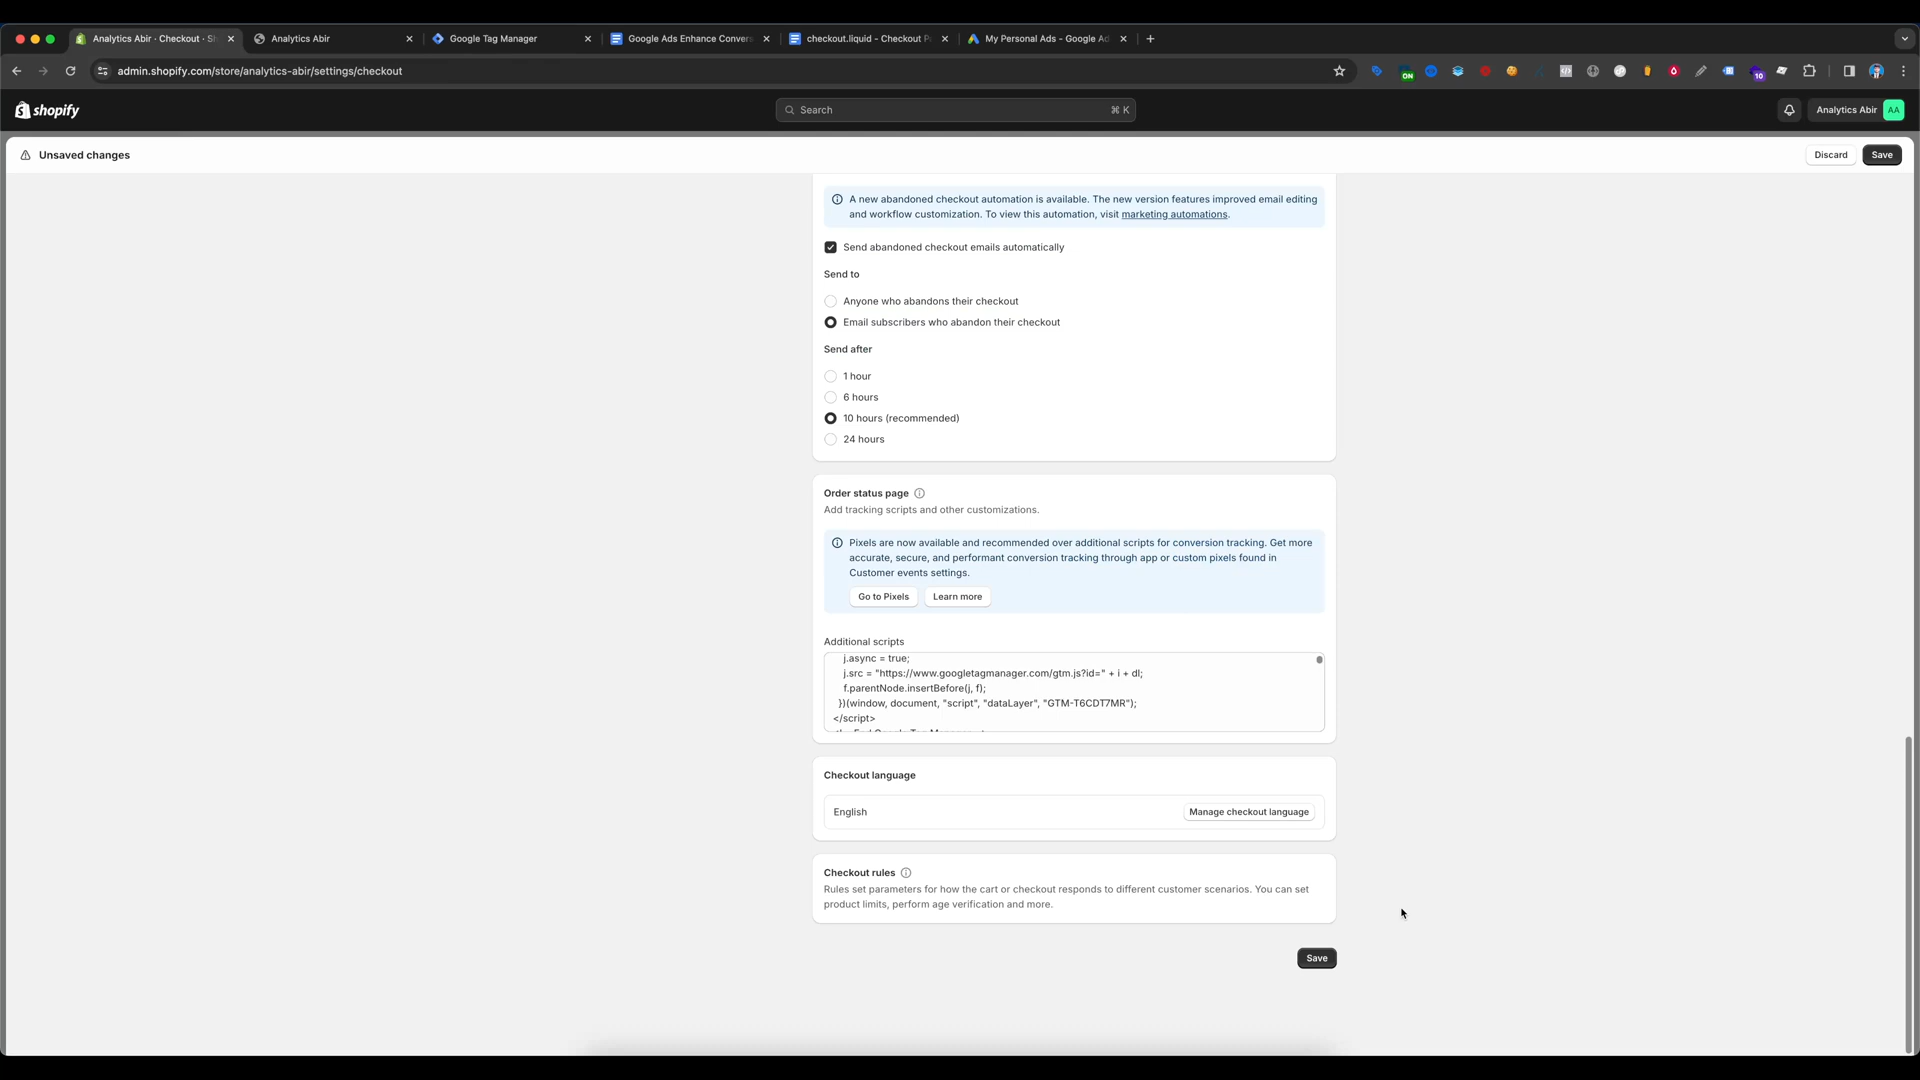 Analytics Abir · Checkout · S
Analytics Abir
Google Tag Manager
Google Ads Enhance Conver
checkout.liquid - Checkout P
My Personal Ads - Google Ad
admin.shopify.com/store/analytics-abir/settings/checkout
ON
10
shopify
Search
⌘ K
Analytics Abir
AA
Unsaved changes
Discard
Save
A new abandoned checkout automation is available. The new version features improved email editing
and workflow customization. To view this automation, visit marketing automations.
Send abandoned checkout emails automatically
Send to
Anyone who abandons their checkout
Email subscribers who abandon their checkout
Send after
1 hour
6 hours
10 hours (recommended)
24 hours
Order status page
Add tracking scripts and other customizations.
Pixels are now available and recommended over additional scripts for conversion tracking. Get more
accurate, secure, and performant conversion tracking through app or custom pixels found in
Customer events settings.
Go to Pixels
Learn more
Additional scripts
j.async = true;
j.src = "https://www.googletagmanager.com/gtm.js?id=" + i + dl;
f.parentNode.insertBefore(j, f);
})(window, document, "script", "dataLayer", "GTM-T6CDT7MR");
</script>
Checkout language
English
Manage checkout language
Checkout rules
Rules set parameters for how the cart or checkout responds to different customer scenarios. You can set
product limits, perform age verification and more.
Save